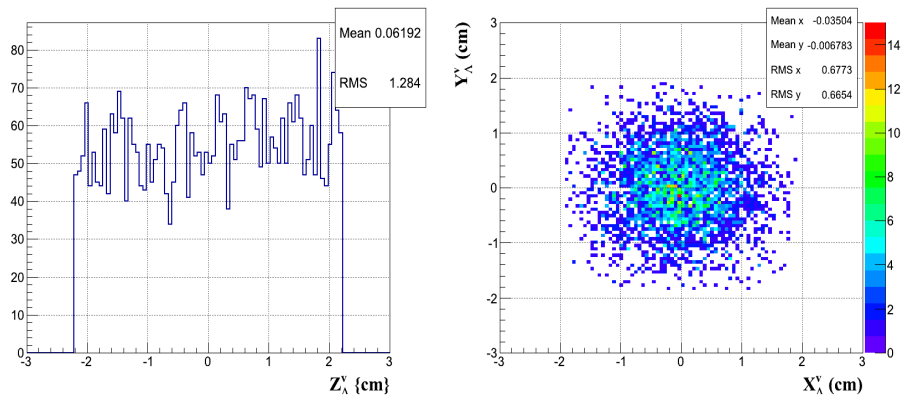 Mean 0.06192
RMS 1.284
80
70
60
50
40
30
20
10
0
-3 -2 -1 0 1 2 3
Z^v_Λ {cm}
Y^v_Λ (cm)
Mean x -0.03504
Mean y -0.006783
RMS x 0.6773
RMS y 0.6654
3
2
1
0
-1
-2
-3
-3 -2 -1 0 1 2 3
X^v_Λ (cm)
14
12
10
8
6
4
2
0